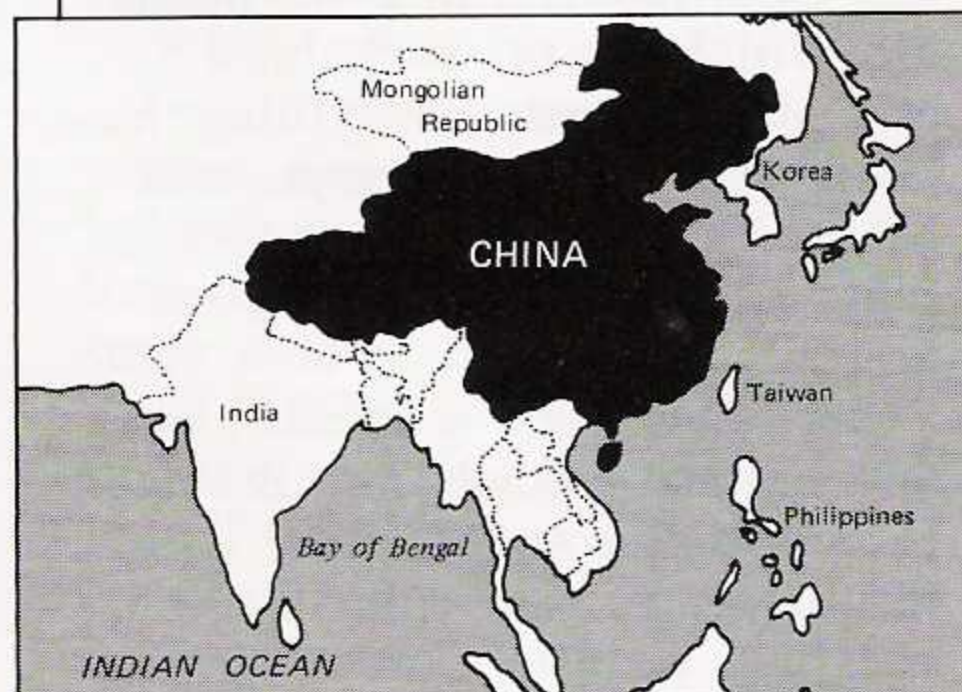 Mongolian
Republic
Korea
CHINA
Taiwan
India
Philippines
Bay of Bengal
INDIAN OCEAN